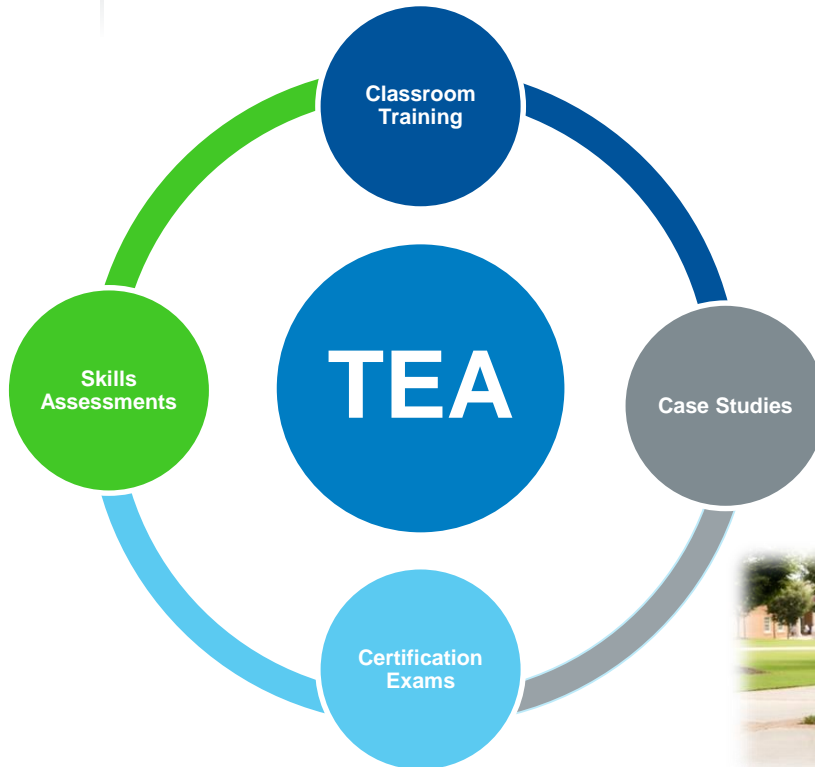 Classroom
Training
Skills
Assessments
TEA
Case Studies
Certification
Exams